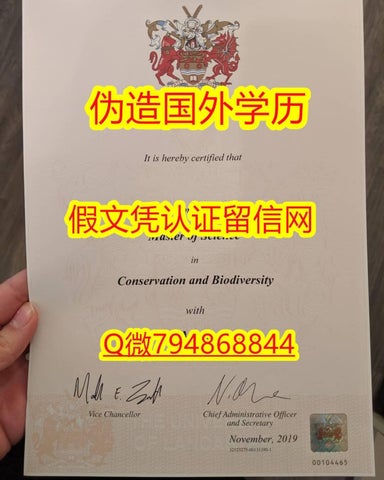 伪造国外学历
It is hereby certified that
假文凭认证留信网
Master of Science
in
Conservation and Biodiversity
with
Q微794868844
Vice Chancellor
Chief Administrative Officer
and Secretary
November, 2019
00104465